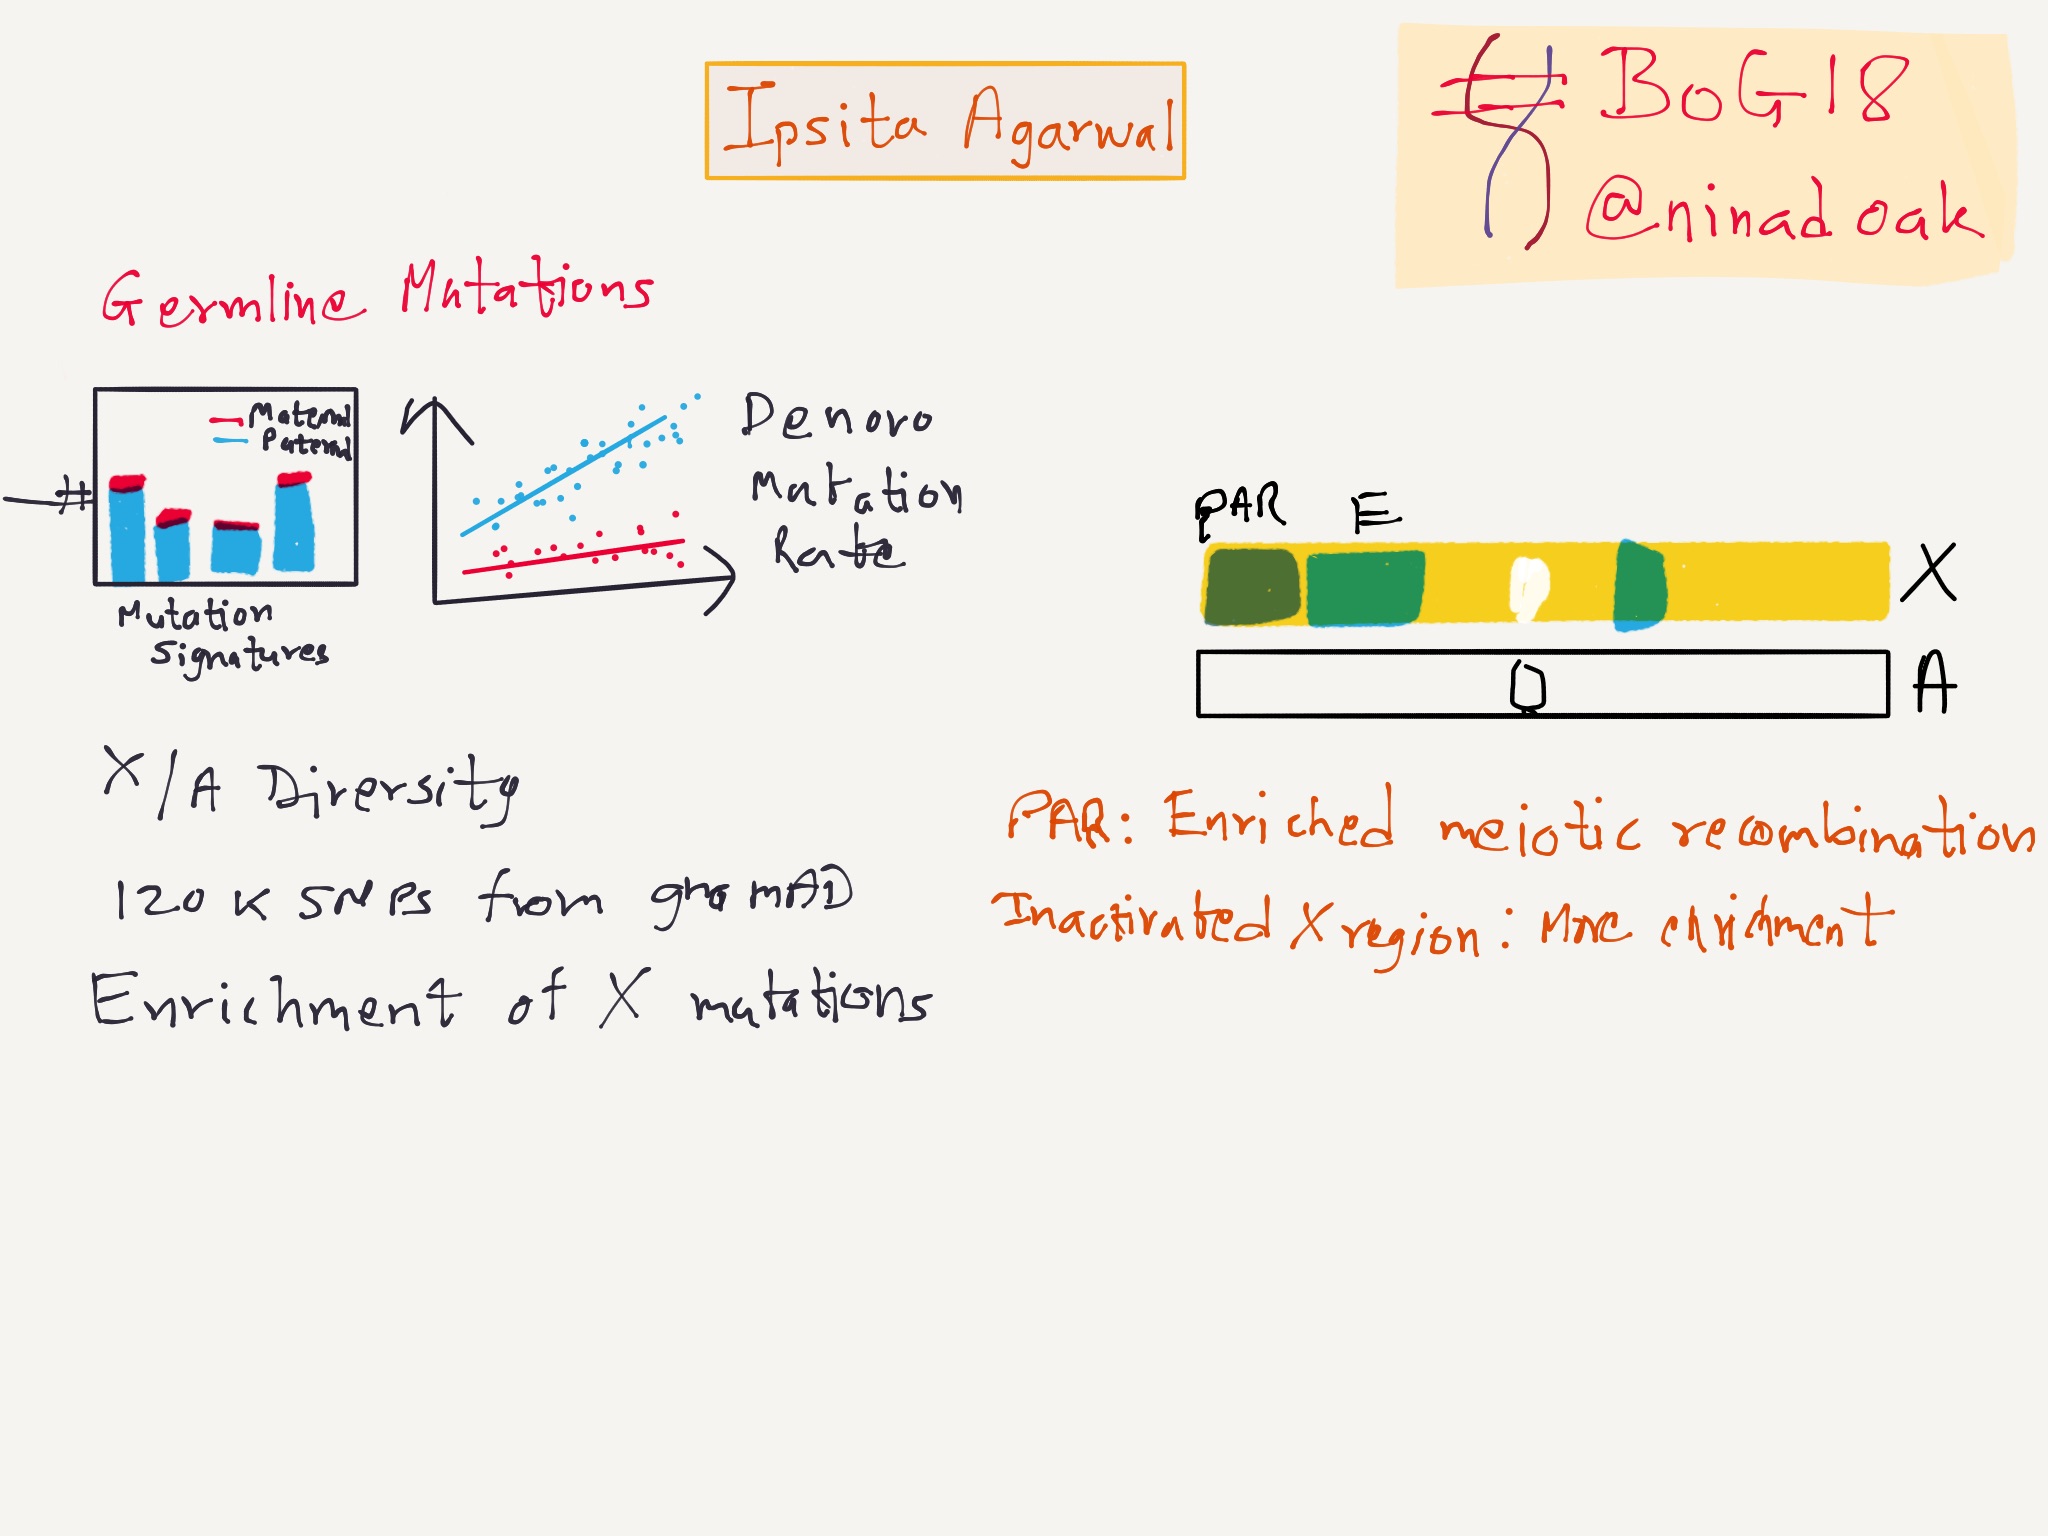 Ipsita Agarwal
# BoG18
@ninadoak
Germline Mutations
Maternal
Paternal
#
Mutation
Signatures
Denovo
Mutation
Rate
PAR E
X
A
X/A Diversity
120K SNPs from gnomAD
Enrichment of X mutations
PAR: Enriched meiotic recombination
Inactivated X region: More enrichment